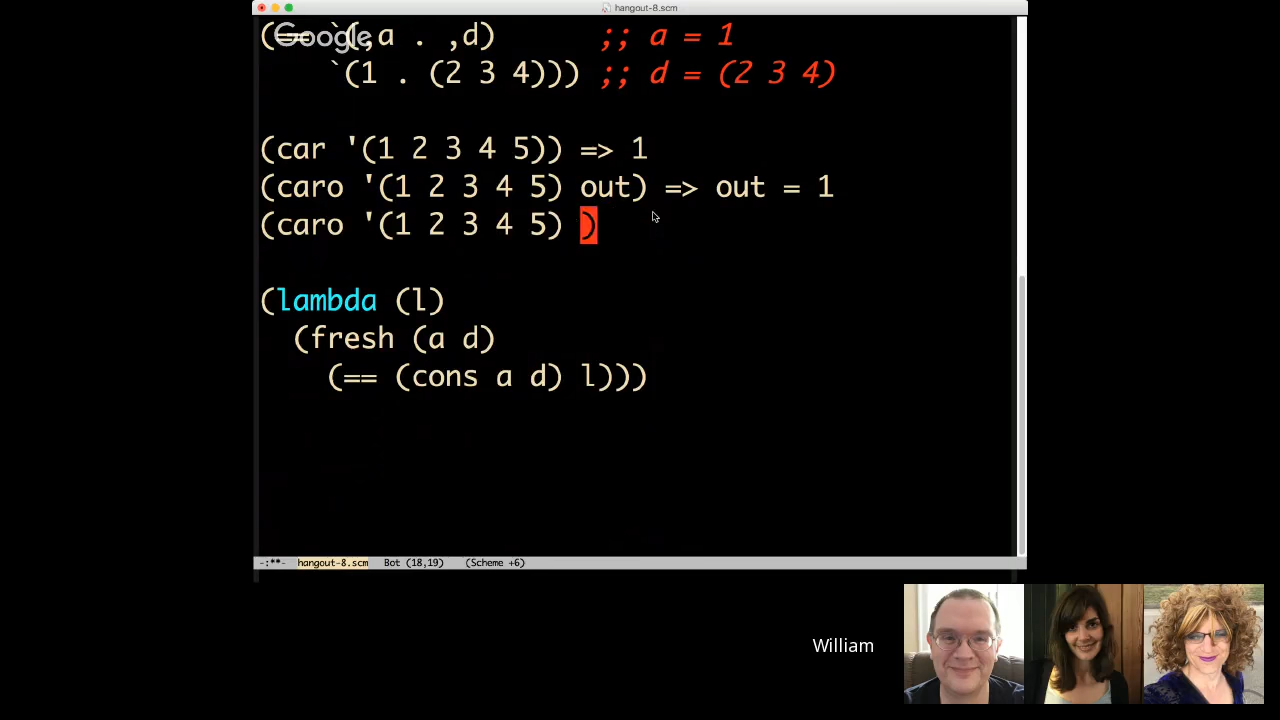 hangout-8.scm
Google
(== `(,a . ,d) ;; a = 1
`(1 . (2 3 4))) ;; d = (2 3 4)
(car '(1 2 3 4 5)) => 1
(caro '(1 2 3 4 5) out) => out = 1
(caro '(1 2 3 4 5) )
(lambda (l)
(fresh (a d)
(== (cons a d) l)))
-:**- hangout-8.scm Bot (18,19) (Scheme +6)
William